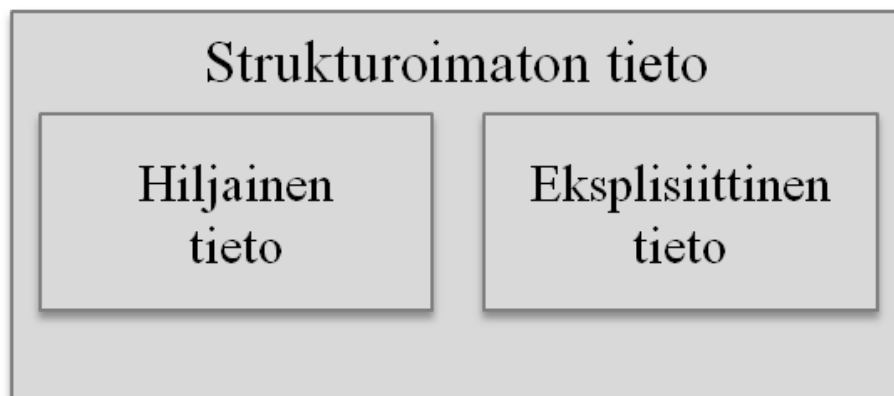 Strukturoimaton tieto
Hiljainen
tieto
Eksplisiittinen
tieto